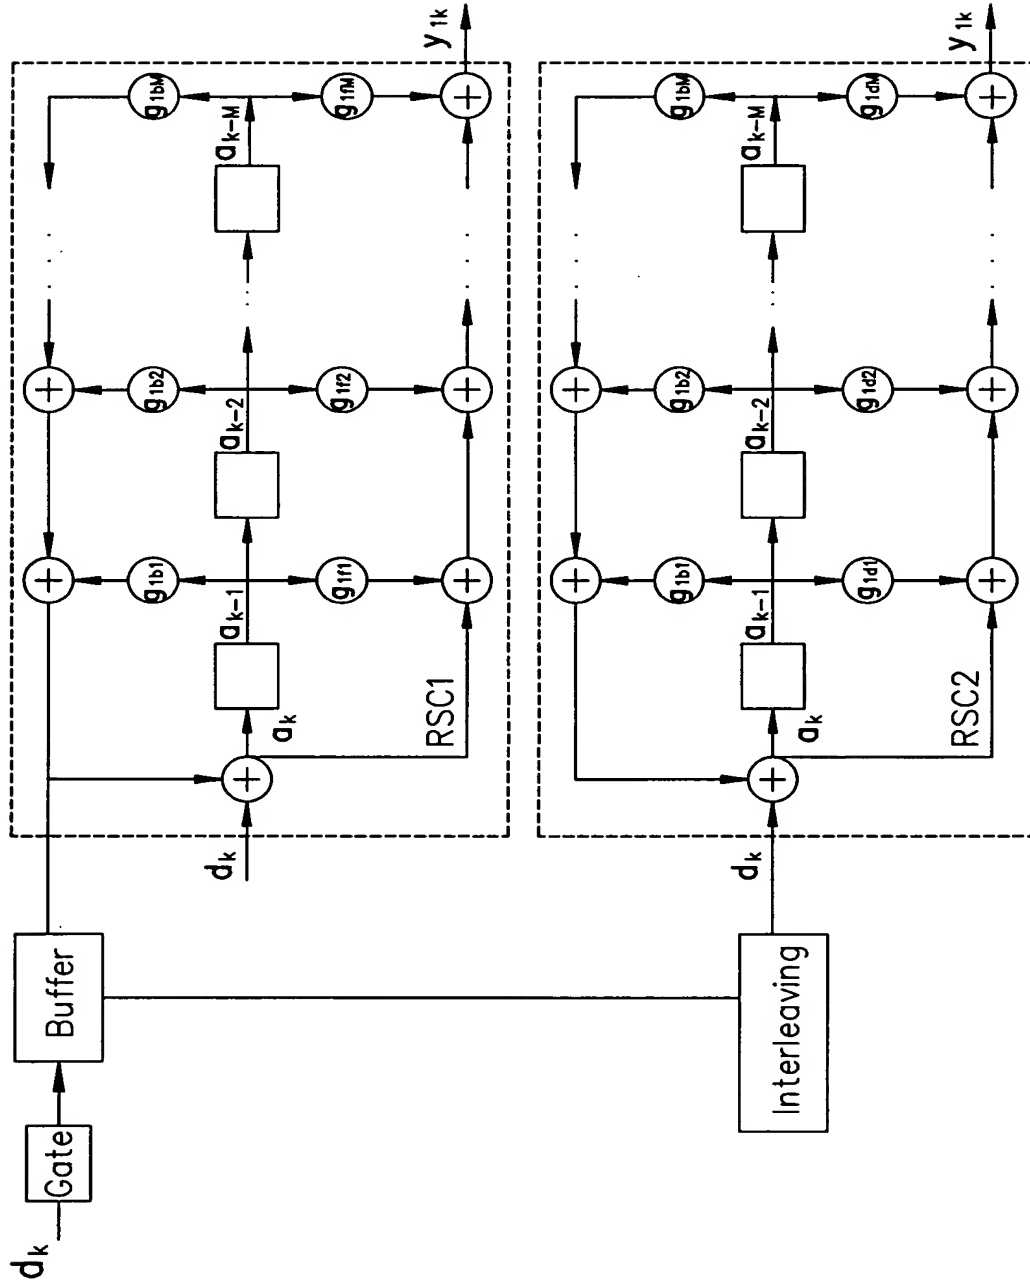 d_k
Gate
Buffer
g_1bM
g_1b2
g_1b1
a_k-M
a_k-2
a_k-1
a_k
d_k
g_1fM
g_1f2
g_1f1
RSC1
y_1k
g_1bM
g_1b2
g_1b1
a_k-M
a_k-2
a_k-1
a_k
d_k
Interleaving
g_1dM
g_1d2
g_1d1
RSC2
y_1k